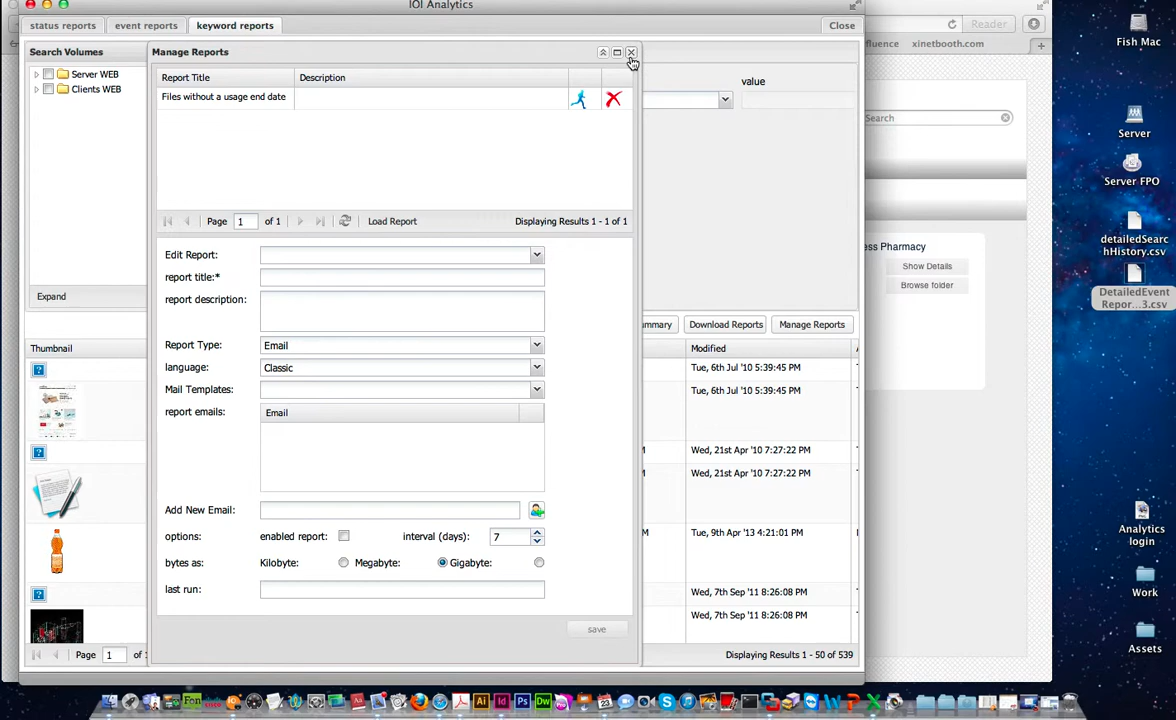 IOI Analytics
status reports
event reports
keyword reports
Close
Reader
xinetbooth.com
Fish Mac
Search Volumes
Manage Reports
Server WEB
Clients WEB
Report Title
Description
value
Files without a usage end date
Search
Server
Server FPO
Page 1 of 1
Load Report
Displaying Results 1 - 1 of 1
detailedSearc
hHistory.csv
Edit Report:
ess Pharmacy
report title:*
Show Details
Browse folder
report description:
DetailedEvent
Repor...3.csv
Expand
Download Reports
Manage Reports
Thumbnail
Report Type:
Email
Modified
language:
Classic
Tue, 6th Jul '10 5:39:45 PM
Mail Templates:
Tue, 6th Jul '10 5:39:45 PM
report emails:
Email
Wed, 21st Apr '10 7:27:22 PM
Wed, 21st Apr '10 7:27:22 PM
Add New Email:
Analytics
login
options:
enabled report:
interval (days):
7
Tue, 9th Apr '13 4:21:01 PM
bytes as:
Kilobyte:
Megabyte:
Gigabyte:
last run:
Wed, 7th Sep '11 8:26:08 PM
Work
Wed, 7th Sep '11 8:26:08 PM
save
Assets
Page 1
Displaying Results 1 - 50 of 539